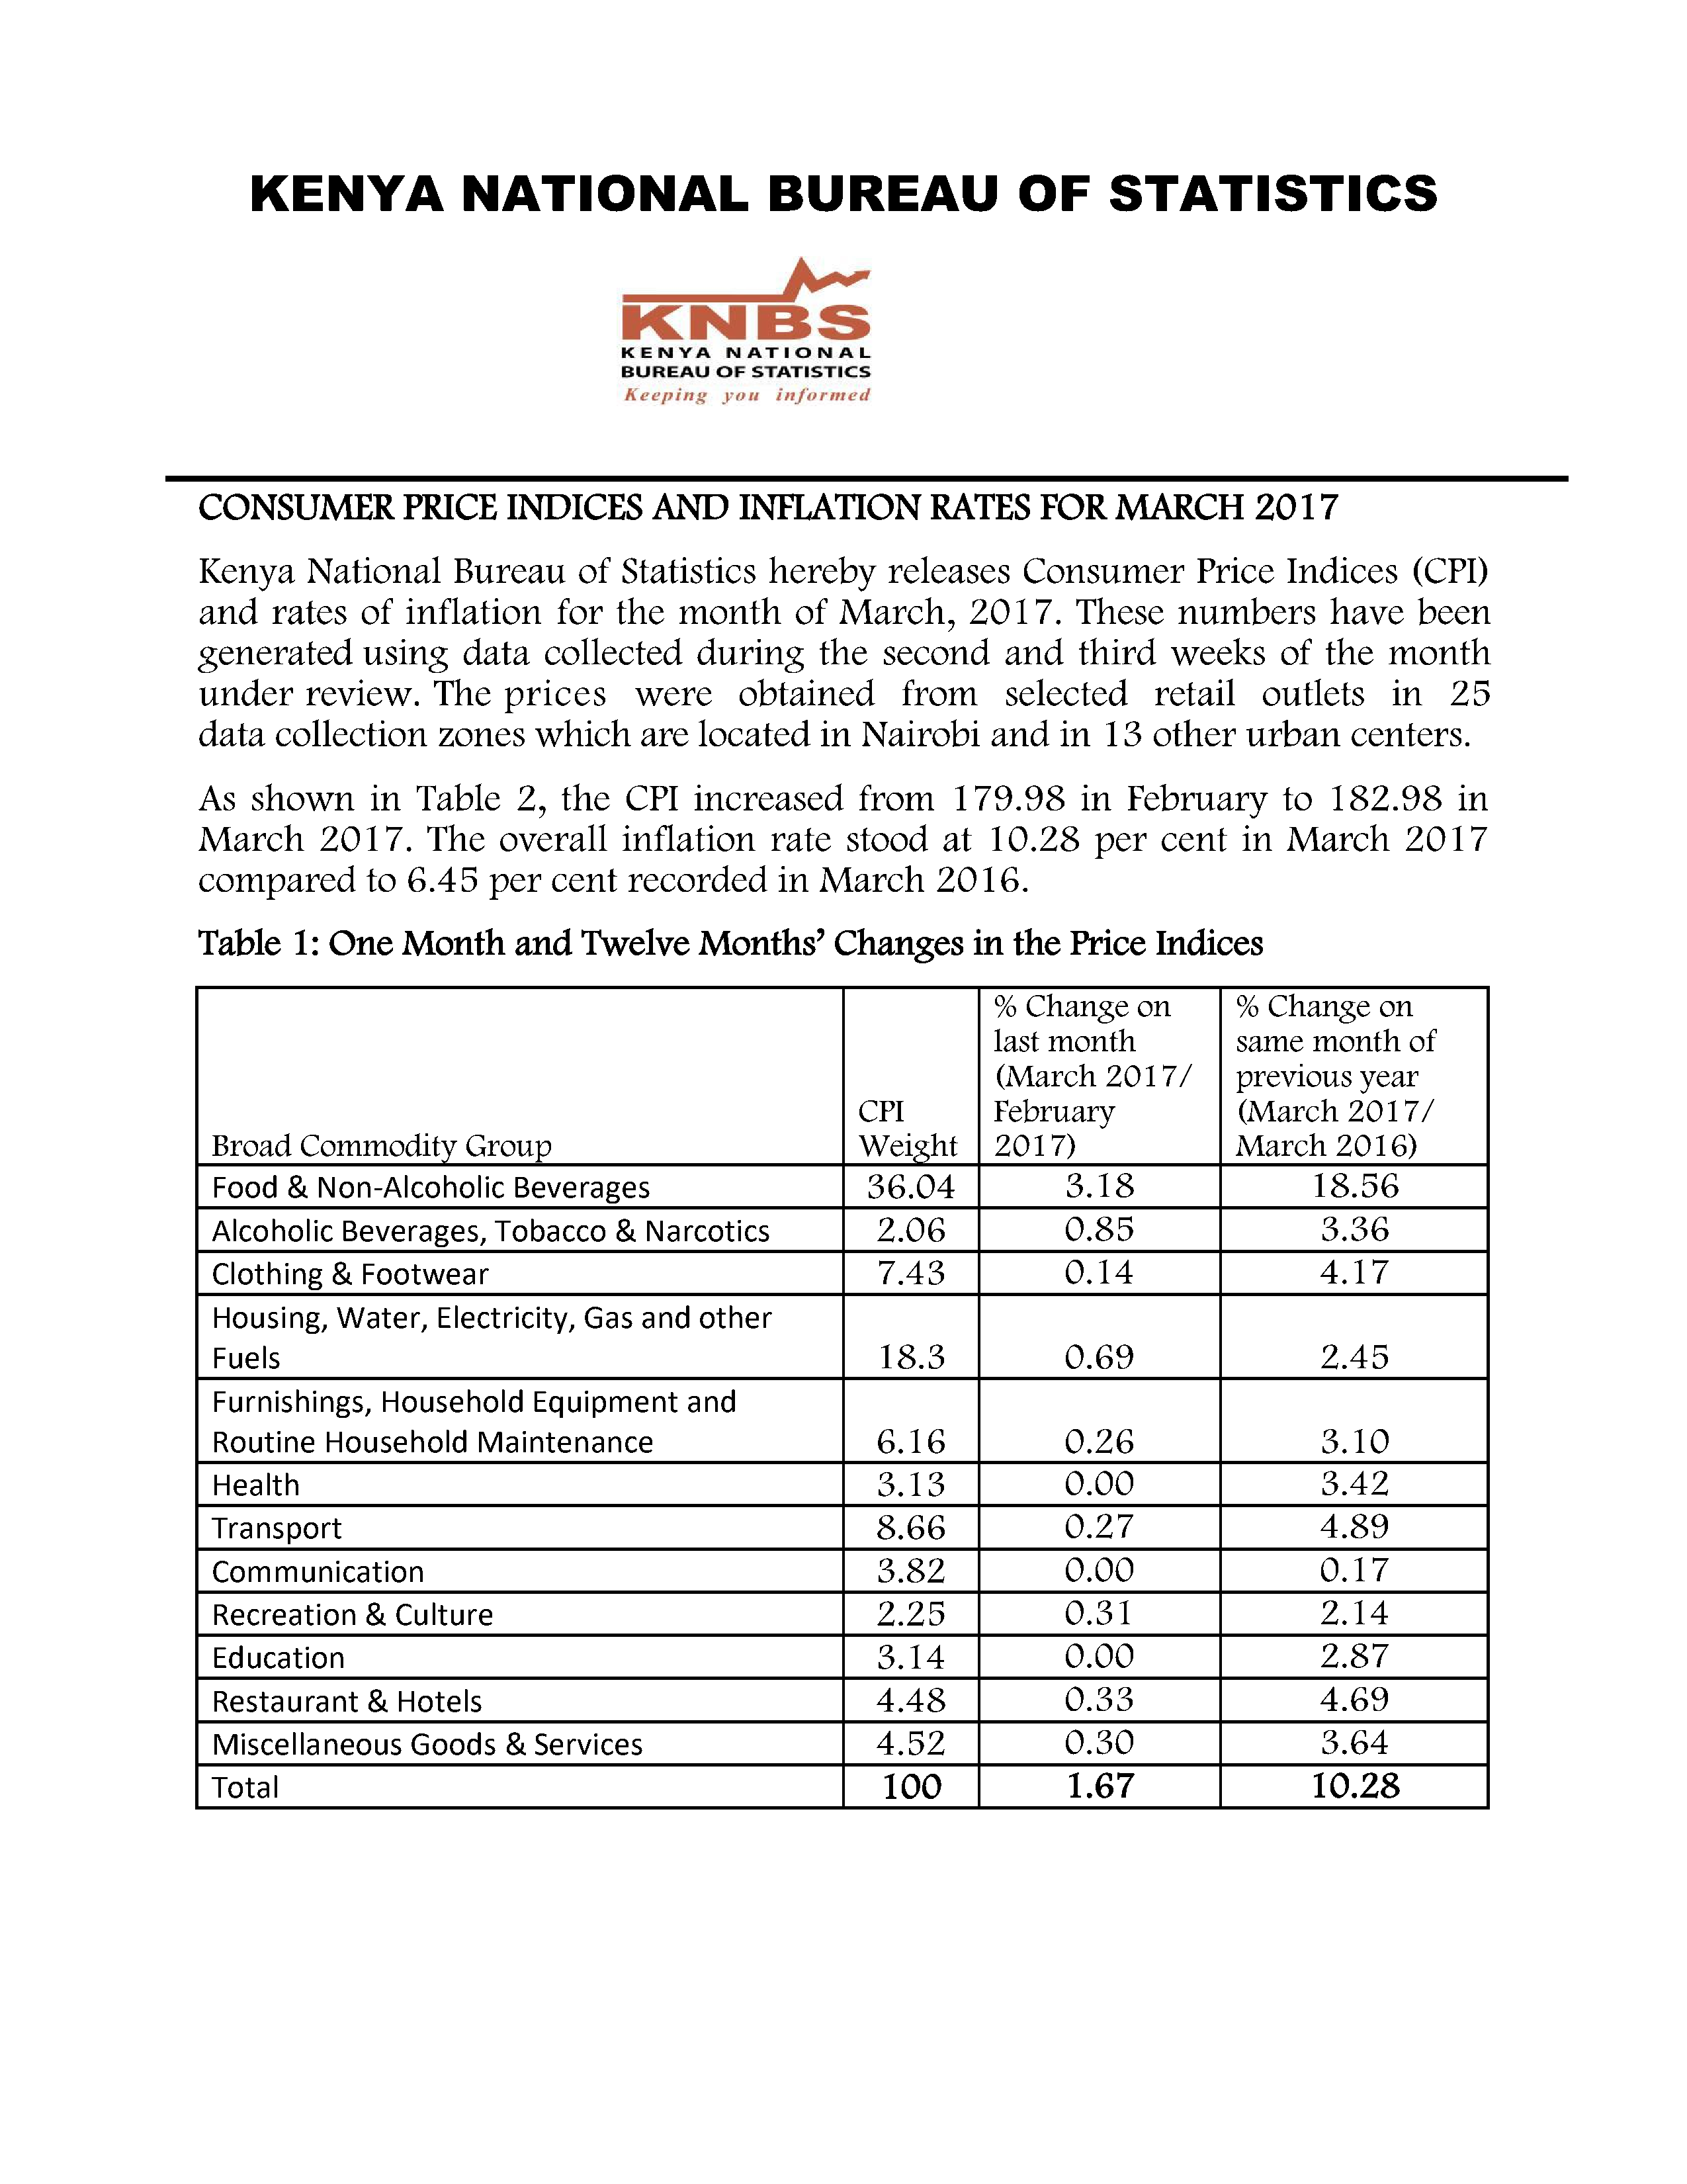 KENYA NATIONAL BUREAU OF STATISTICS
KNBS
KENYA NATIONAL
BUREAU OF STATISTICS
Keeping you informed
CONSUMER PRICE INDICES AND INFLATION RATES FOR MARCH 2017
Kenya National Bureau of Statistics hereby releases Consumer Price Indices (CPI)
and rates of inflation for the month of March, 2017. These numbers have been
generated using data collected during the second and third weeks of the month
under review. The prices were obtained from selected retail outlets in 25
data collection zones which are located in Nairobi and in 13 other urban centers.
As shown in Table 2, the CPI increased from 179.98 in February to 182.98 in
March 2017. The overall inflation rate stood at 10.28 per cent in March 2017
compared to 6.45 per cent recorded in March 2016.
Table 1: One Month and Twelve Months’ Changes in the Price Indices
Broad Commodity Group
CPI
Weight
% Change on
last month
(March 2017/
February
2017)
% Change on
same month of
previous year
(March 2017/
March 2016)
Food & Non-Alcoholic Beverages 36.04 3.18 18.56
Alcoholic Beverages, Tobacco & Narcotics 2.06 0.85 3.36
Clothing & Footwear 7.43 0.14 4.17
Housing, Water, Electricity, Gas and other
Fuels 18.3 0.69 2.45
Furnishings, Household Equipment and
Routine Household Maintenance 6.16 0.26 3.10
Health 3.13 0.00 3.42
Transport 8.66 0.27 4.89
Communication 3.82 0.00 0.17
Recreation & Culture 2.25 0.31 2.14
Education 3.14 0.00 2.87
Restaurant & Hotels 4.48 0.33 4.69
Miscellaneous Goods & Services 4.52 0.30 3.64
Total 100 1.67 10.28